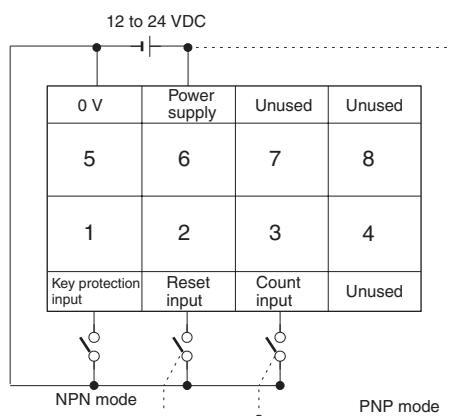 12 to 24 VDC
0 V
Power
supply
Unused
Unused
5
6
7
8
1
2
3
4
Key protection
input
Reset
input
Count
input
Unused
NPN mode
PNP mode